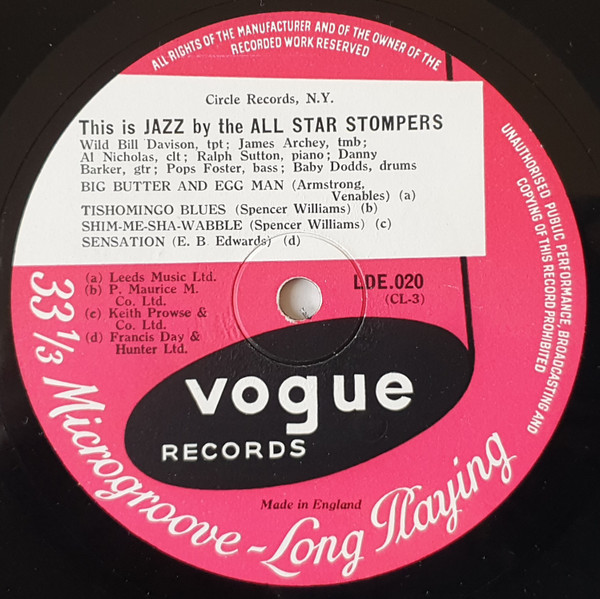 ALL RIGHTS OF THE MANUFACTURER AND OF THE OWNER OF THE
RECORDED WORK RESERVED
Circle Records, N.Y.
This is JAZZ by the ALL STAR STOMPERS
Wild Bill Davison, tpt; James Archey, tmb;
Al Nicholas, clt; Ralph Sutton, piano; Danny
Barker, gtr; Pops Foster, bass; Baby Dodds, drums
BIG BUTTER AND EGG MAN (Armstrong,
Venables) (a)
TISHOMINGO BLUES (Spencer Williams) (b)
SHIM-ME-SHA-WABBLE (Spencer Williams) (c)
SENSATION (E. B. Edwards) (d)
(a) Leeds Music Ltd.
(b) P. Maurice M.
Co. Ltd.
(c) Keith Prowse &
Co. Ltd.
(d) Francis Day &
Hunter Ltd.
LDE.020
(CL-3)
vogue
RECORDS
Made in England
33 1/3 Microgroove - Long Playing
UNAUTHORISED PUBLIC PERFORMANCE, BROADCASTING AND
COPYING OF THIS RECORD PROHIBITED